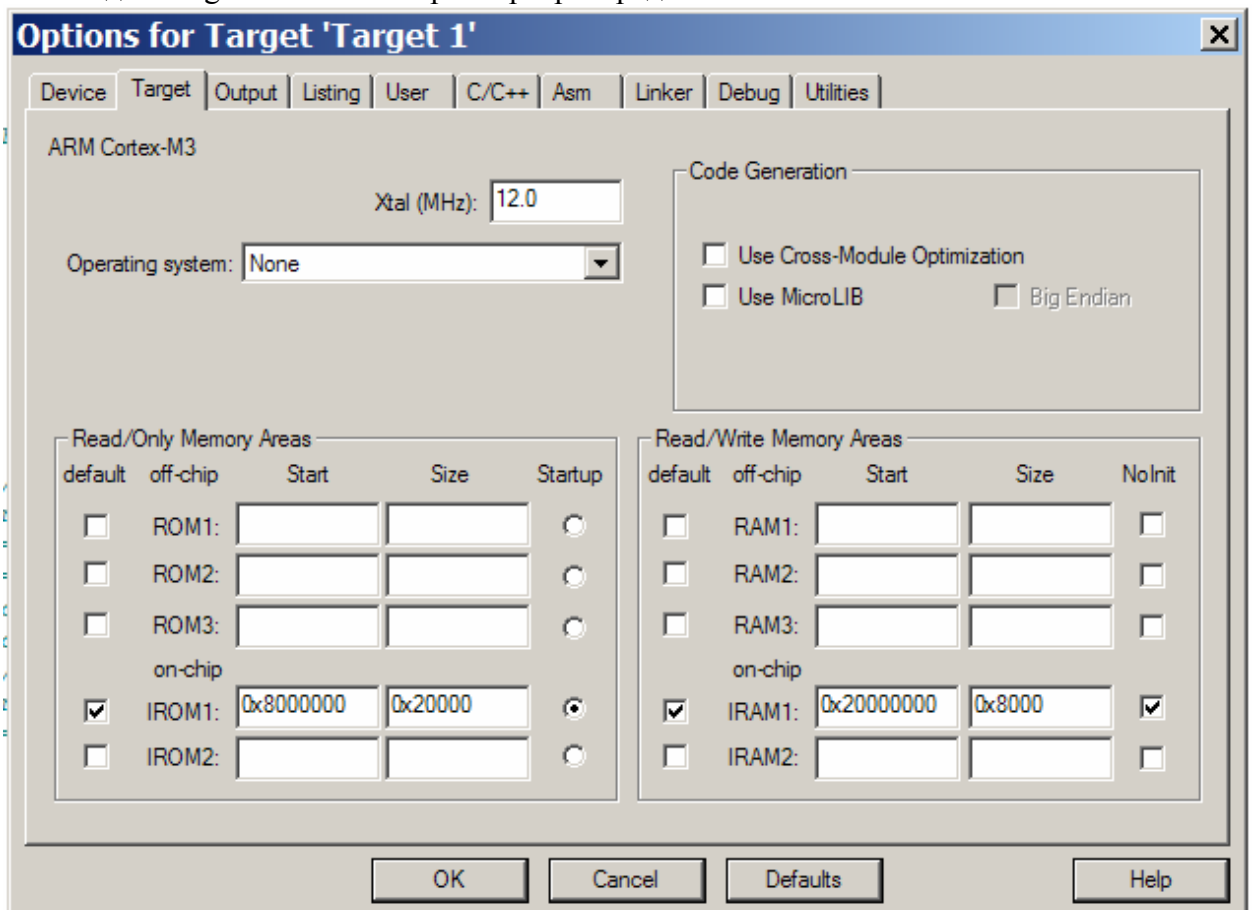 Options for Target 'Target 1'
Device Target Output Listing User C/C++ Asm Linker Debug Utilities
ARM Cortex-M3
Xtal (MHz): 12.0
Operating system: None
Code Generation
Use Cross-Module Optimization
Use MicroLIB Big Endian
Read/Only Memory Areas
default off-chip Start Size Startup
ROM1:
ROM2:
ROM3:
on-chip
IROM1: 0x8000000 0x20000
IROM2:
Read/Write Memory Areas
default off-chip Start Size NoInit
RAM1:
RAM2:
RAM3:
on-chip
IRAM1: 0x20000000 0x8000
IRAM2:
OK Cancel Defaults Help